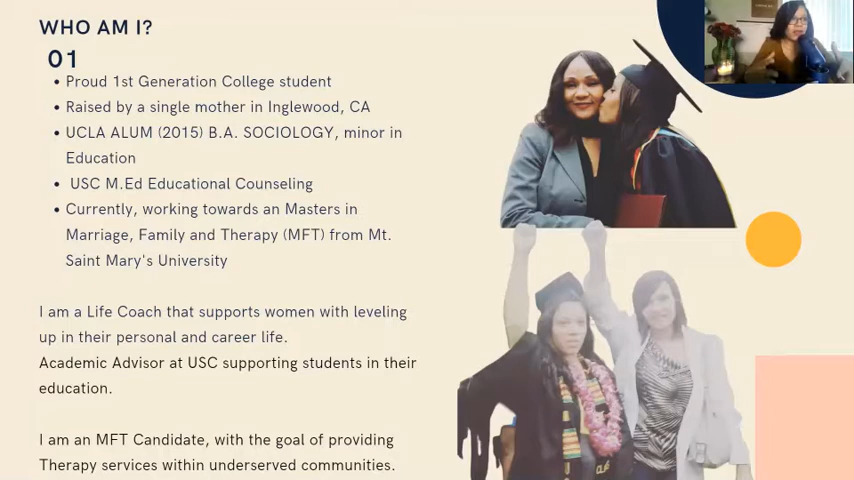 WHO AM I?
01
• Proud 1st Generation College student
• Raised by a single mother in Inglewood, CA
• UCLA ALUM (2015) B.A. SOCIOLOGY, minor in
Education
• USC M.Ed Educational Counseling
• Currently, working towards an Masters in
Marriage, Family and Therapy (MFT) from Mt.
Saint Mary's University
I am a Life Coach that supports women with leveling
up in their personal and career life.
Academic Advisor at USC supporting students in their
education.
I am an MFT Candidate, with the goal of providing
Therapy services within underserved communities.